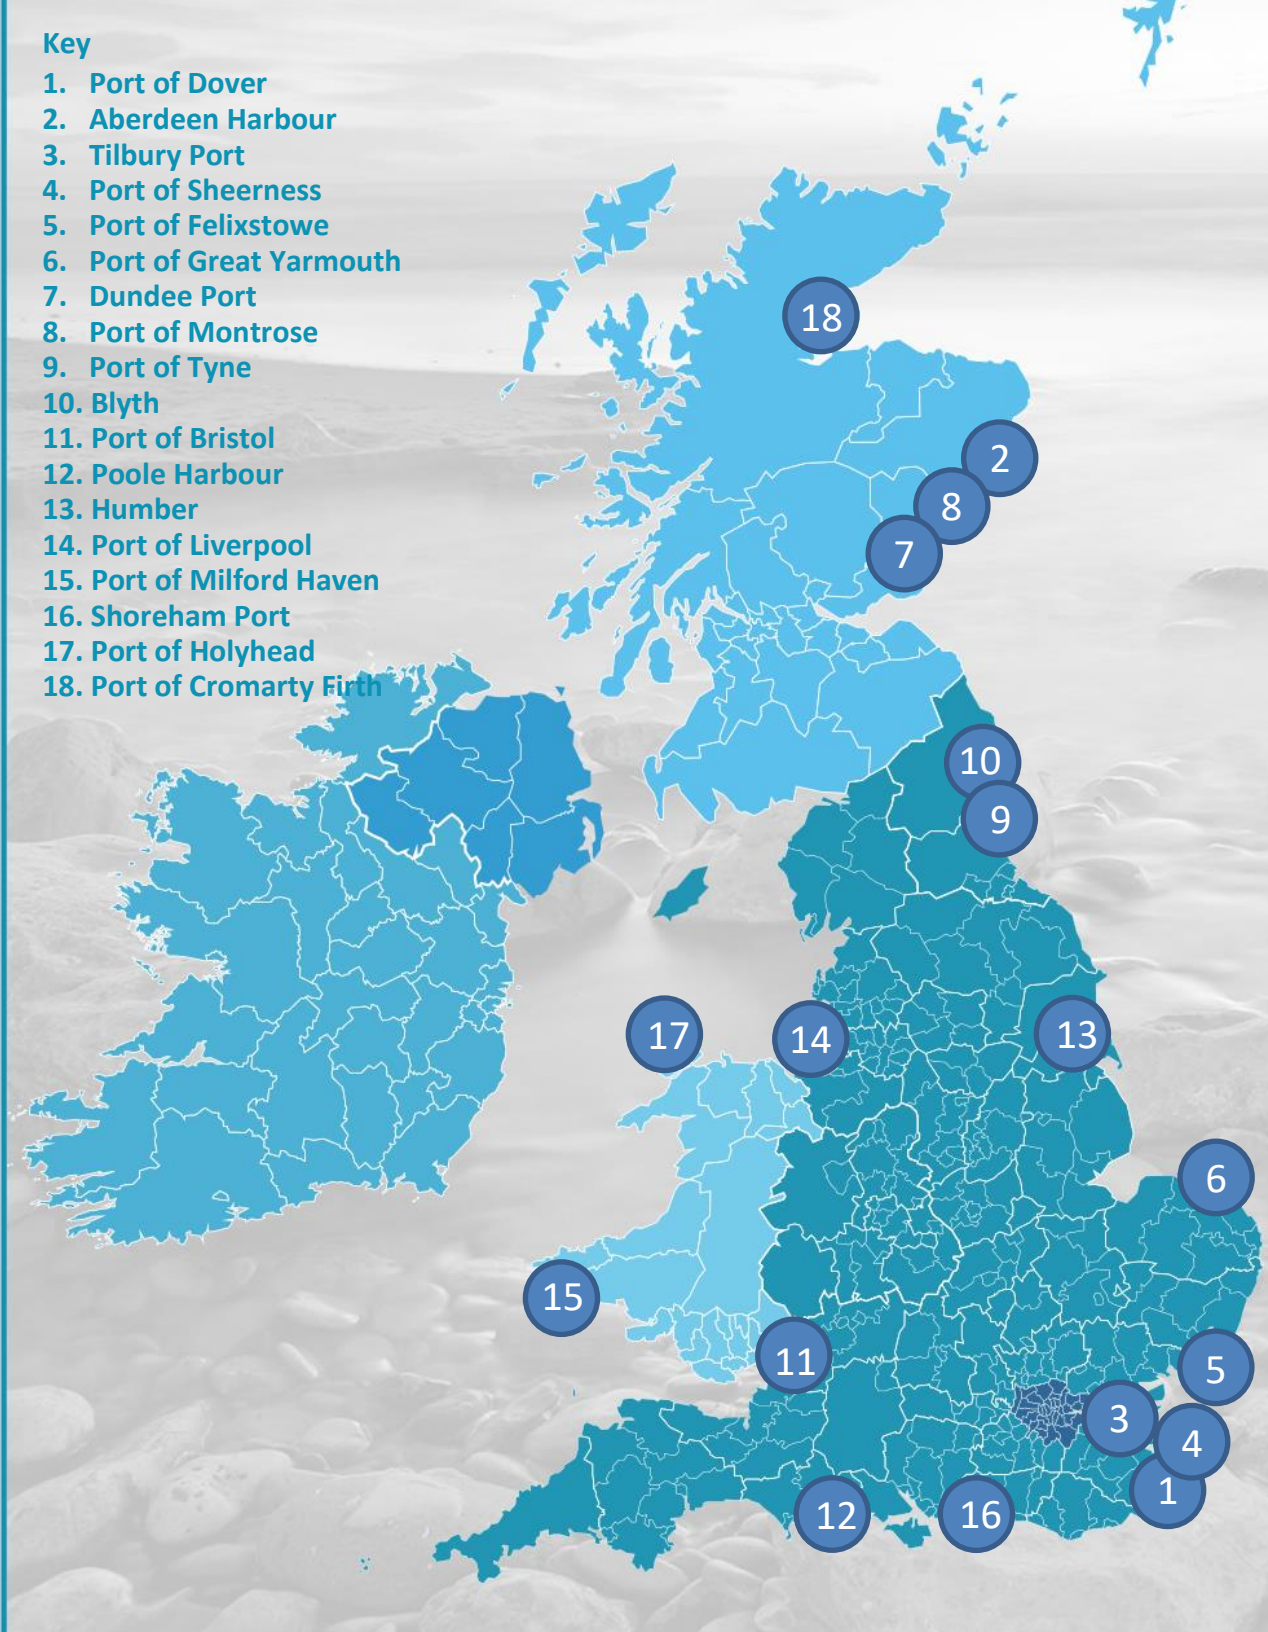 Key
1. Port of Dover
2. Aberdeen Harbour
3. Tilbury Port
4. Port of Sheerness
5. Port of Felixstowe
6. Port of Great Yarmouth
7. Dundee Port
8. Port of Montrose
9. Port of Tyne
10. Blyth
11. Port of Bristol
12. Poole Harbour
13. Humber
14. Port of Liverpool
15. Port of Milford Haven
16. Shoreham Port
17. Port of Holyhead
18. Port of Cromarty Firth
18
2
8
7
10
9
17
14
13
6
15
11
5
3
4
1
12
16